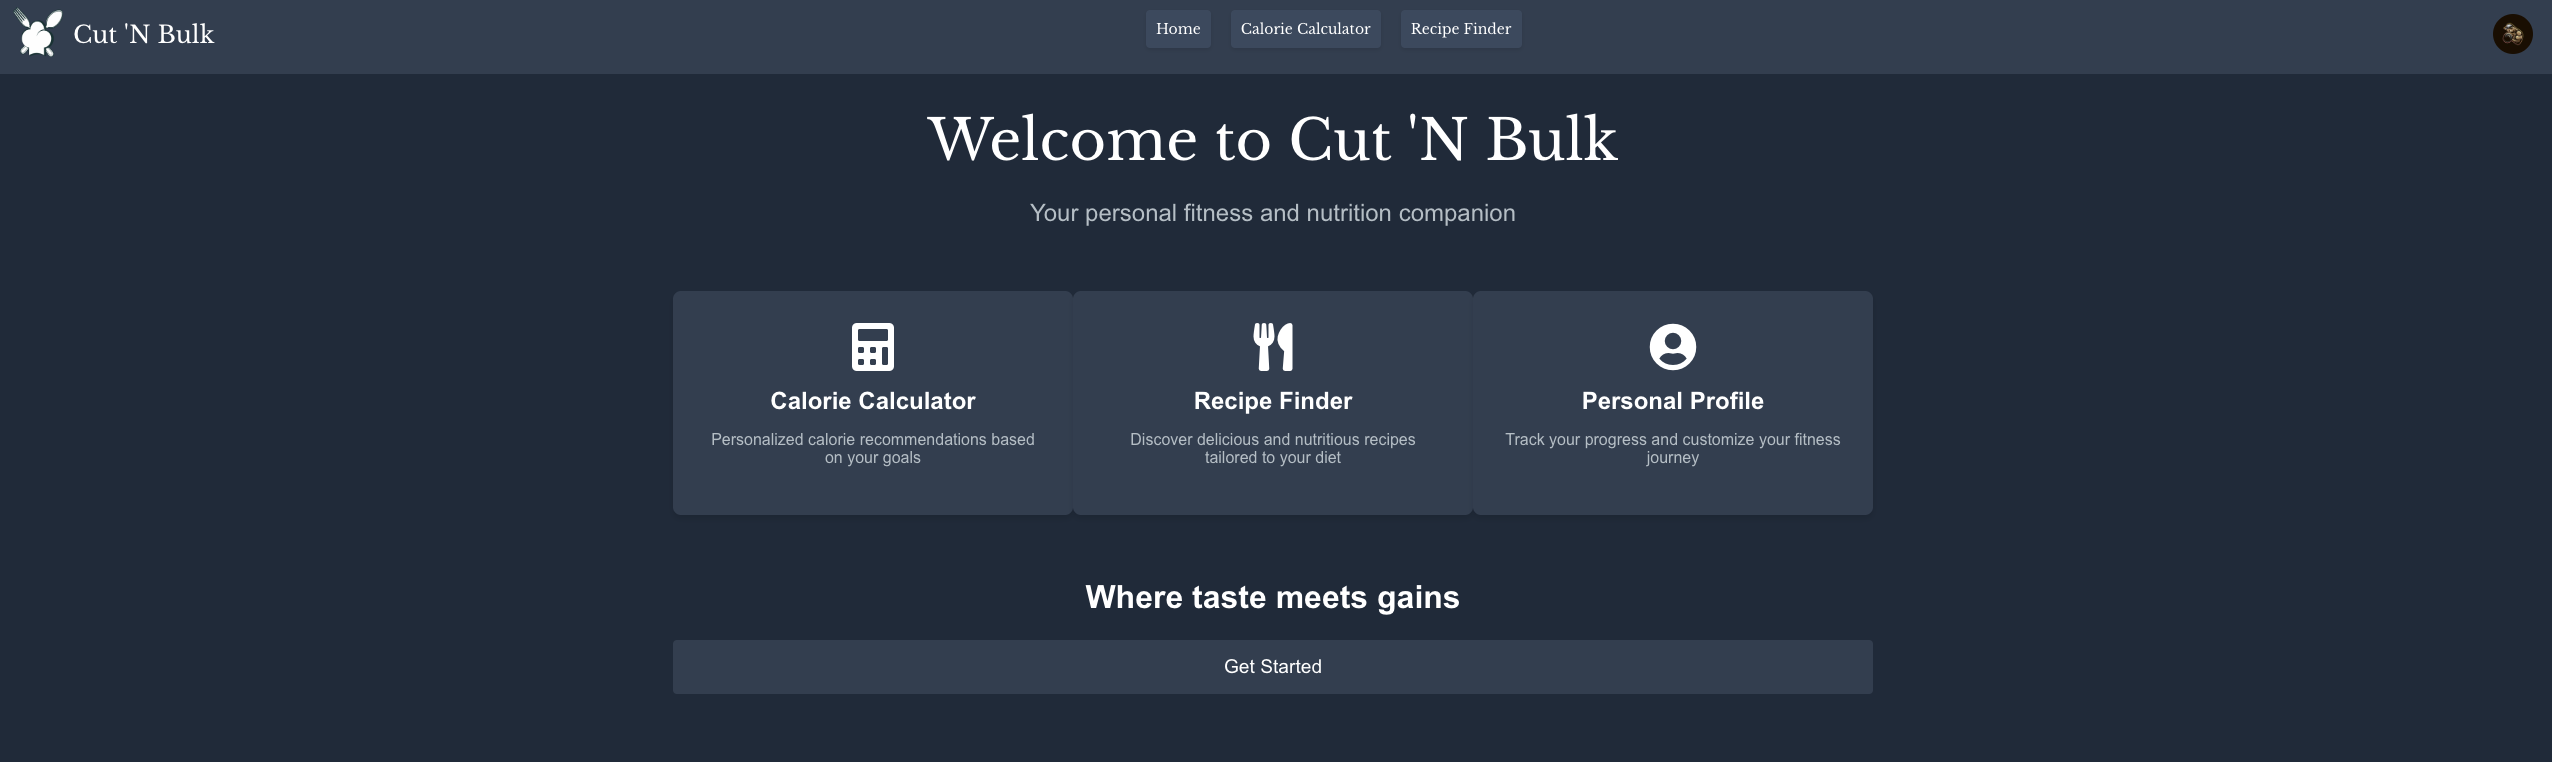 Cut 'N Bulk
Home
Calorie Calculator
Recipe Finder
Welcome to Cut 'N Bulk
Your personal fitness and nutrition companion
Calorie Calculator
Personalized calorie recommendations based
on your goals
Recipe Finder
Discover delicious and nutritious recipes
tailored to your diet
Personal Profile
Track your progress and customize your fitness
journey
Where taste meets gains
Get Started